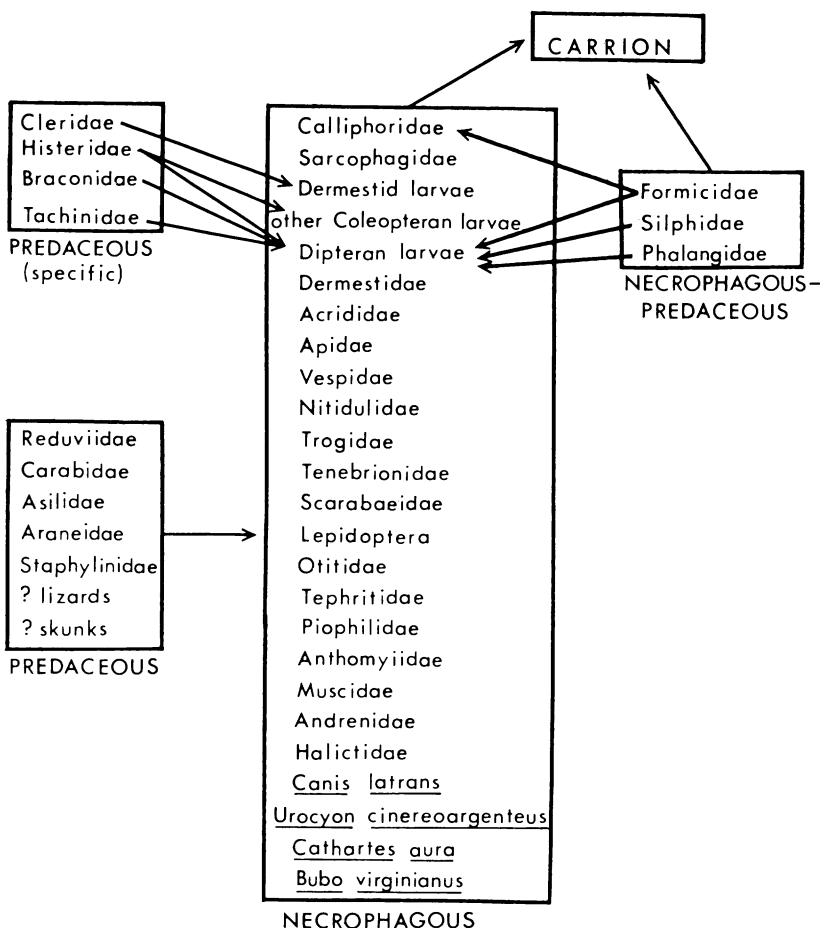 CARRION
Cleridae
Histeridae
Braconidae
Tachinidae
PREDACEOUS
(specific)
Calliphoridae
Sarcophagidae
Dermestid larvae
other Coleopteran larvae
Dipteran larvae
Dermestidae
Acrididae
Apidae
Vespidae
Nitidulidae
Trogidae
Tenebrionidae
Scarabaeidae
Lepidoptera
Otitidae
Tephritidae
Piophilidae
Anthomyiidae
Muscidae
Andrenidae
Halictidae
Canis latrans
Urocyon cinereoargenteus
Cathartes aura
Bubo virginianus
NECROPHAGOUS
Formicidae
Silphidae
Phalangidae
NECROPHAGOUS–
PREDACEOUS
Reduviidae
Carabidae
Asilidae
Araneidae
Staphylinidae
? lizards
? skunks
PREDACEOUS